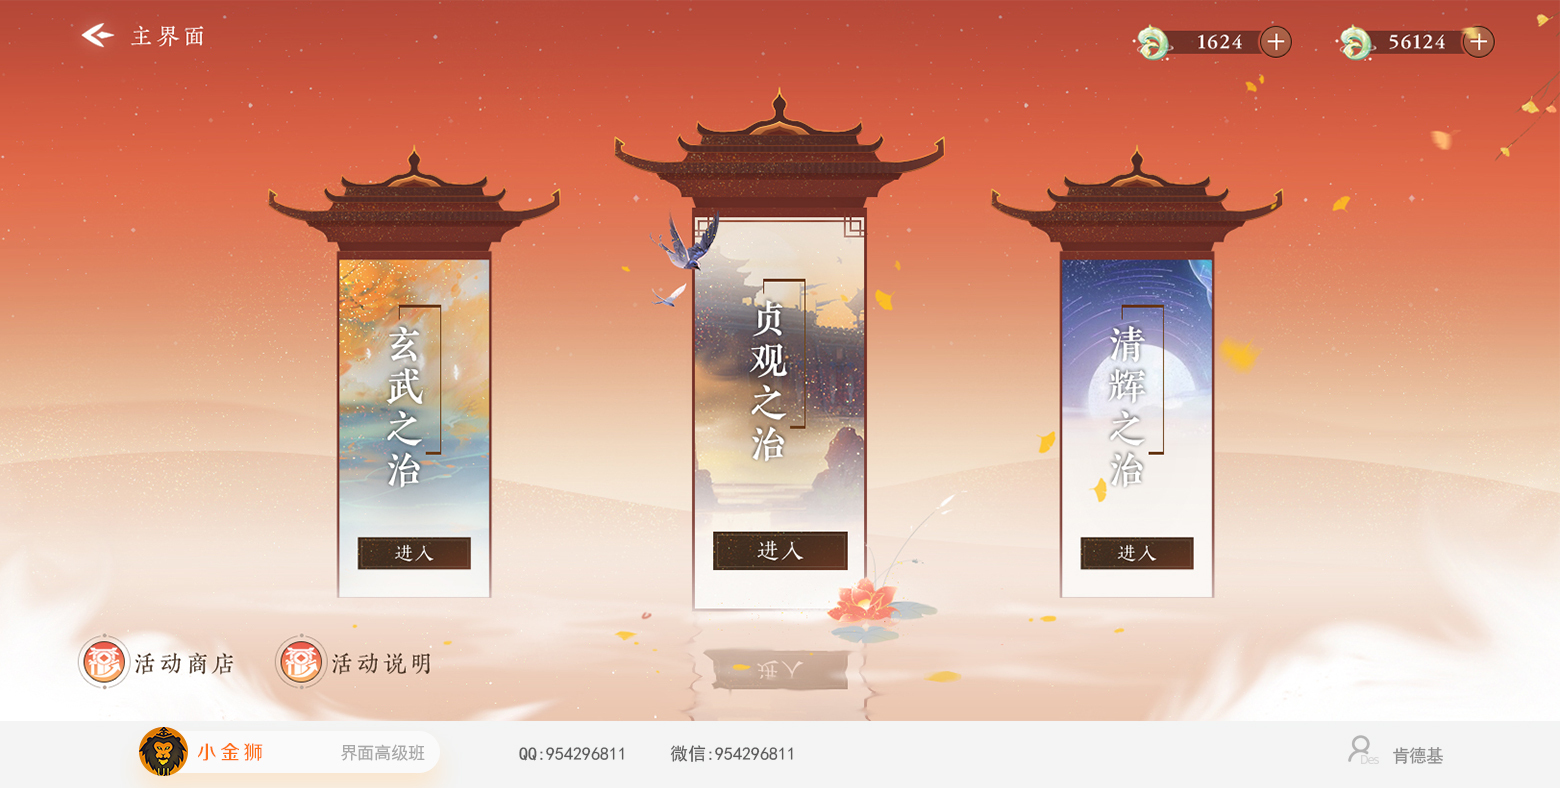 主界面
1624
56124
玄武之治
贞观之治
清辉之治
进入
进入
进入
活动商店
活动说明
进入
小金狮
界面高级班
QQ:954296811
微信:954296811
Des
肯德基